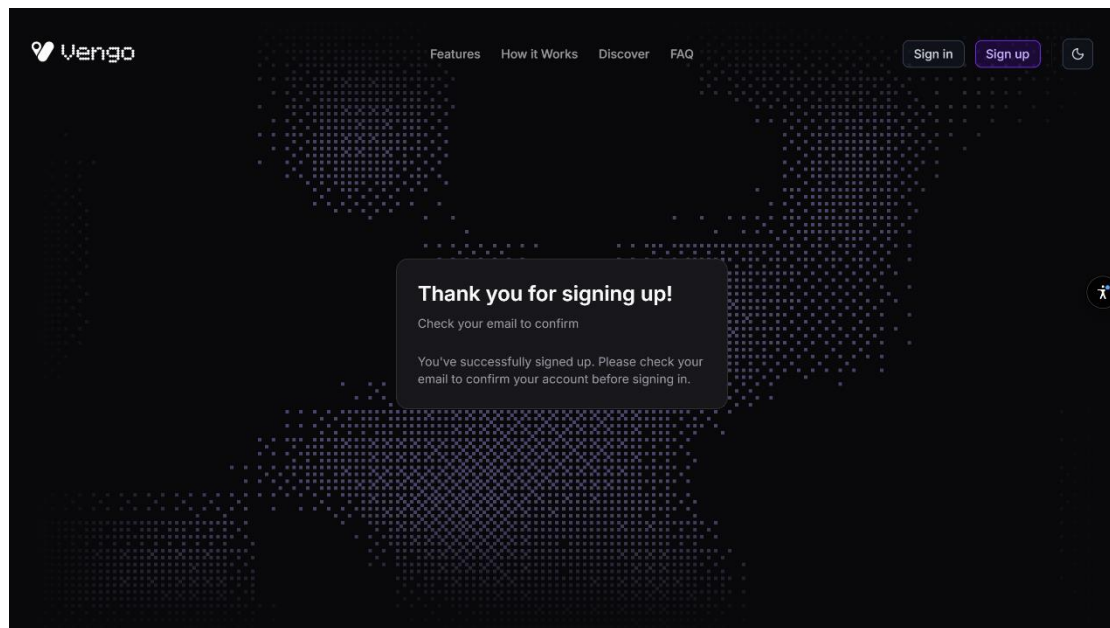 Vengo
Features How it Works Discover FAQ
Sign in Sign up
Thank you for signing up!
Check your email to confirm
You've successfully signed up. Please check your
email to confirm your account before signing in.